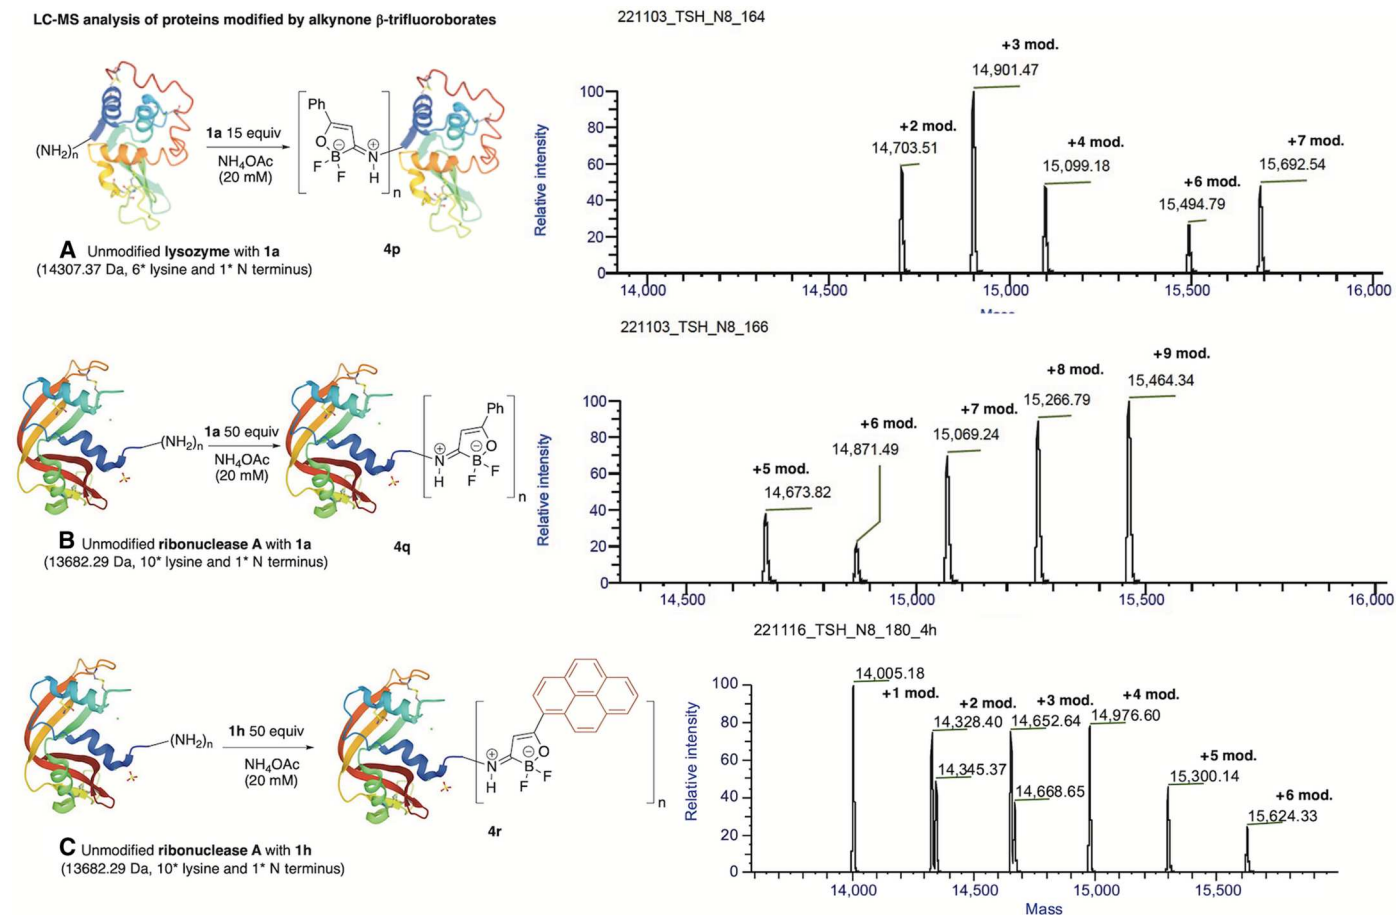 LC-MS analysis of proteins modified by alkynone β-trifluoroborates
(NH₂)n
1a 15 equiv
NH₄OAc
(20 mM)
Ph
O
B
⊖
F
F
⊕
N
H
n
4p
A Unmodified lysozyme with 1a
(14307.37 Da, 6* lysine and 1* N terminus)
221103_TSH_N8_164
Relative intensity
100
80
60
40
20
0
+2 mod.
14,703.51
+3 mod.
14,901.47
+4 mod.
15,099.18
+6 mod.
15,494.79
+7 mod.
15,692.54
14,000
14,500
15,000
15,500
16,000
(NH₂)n
1a 50 equiv
NH₄OAc
(20 mM)
Ph
O
B
⊖
F
F
⊕
N
H
n
4q
B Unmodified ribonuclease A with 1a
(13682.29 Da, 10* lysine and 1* N terminus)
221103_TSH_N8_166
Relative intensity
100
80
60
40
20
0
+5 mod.
14,673.82
+6 mod.
14,871.49
+7 mod.
15,069.24
+8 mod.
15,266.79
+9 mod.
15,464.34
14,500
15,000
15,500
16,000
(NH₂)n
1h 50 equiv
NH₄OAc
(20 mM)
O
B
⊖
F
F
⊕
N
H
n
4r
C Unmodified ribonuclease A with 1h
(13682.29 Da, 10* lysine and 1* N terminus)
221116_TSH_N8_180_4h
Relative intensity
100
80
60
40
20
0
14,005.18
+1 mod.
+2 mod.
14,328.40
14,345.37
+3 mod.
14,652.64
14,668.65
+4 mod.
14,976.60
+5 mod.
15,300.14
+6 mod.
15,624.33
14,000
14,500
15,000
15,500
Mass